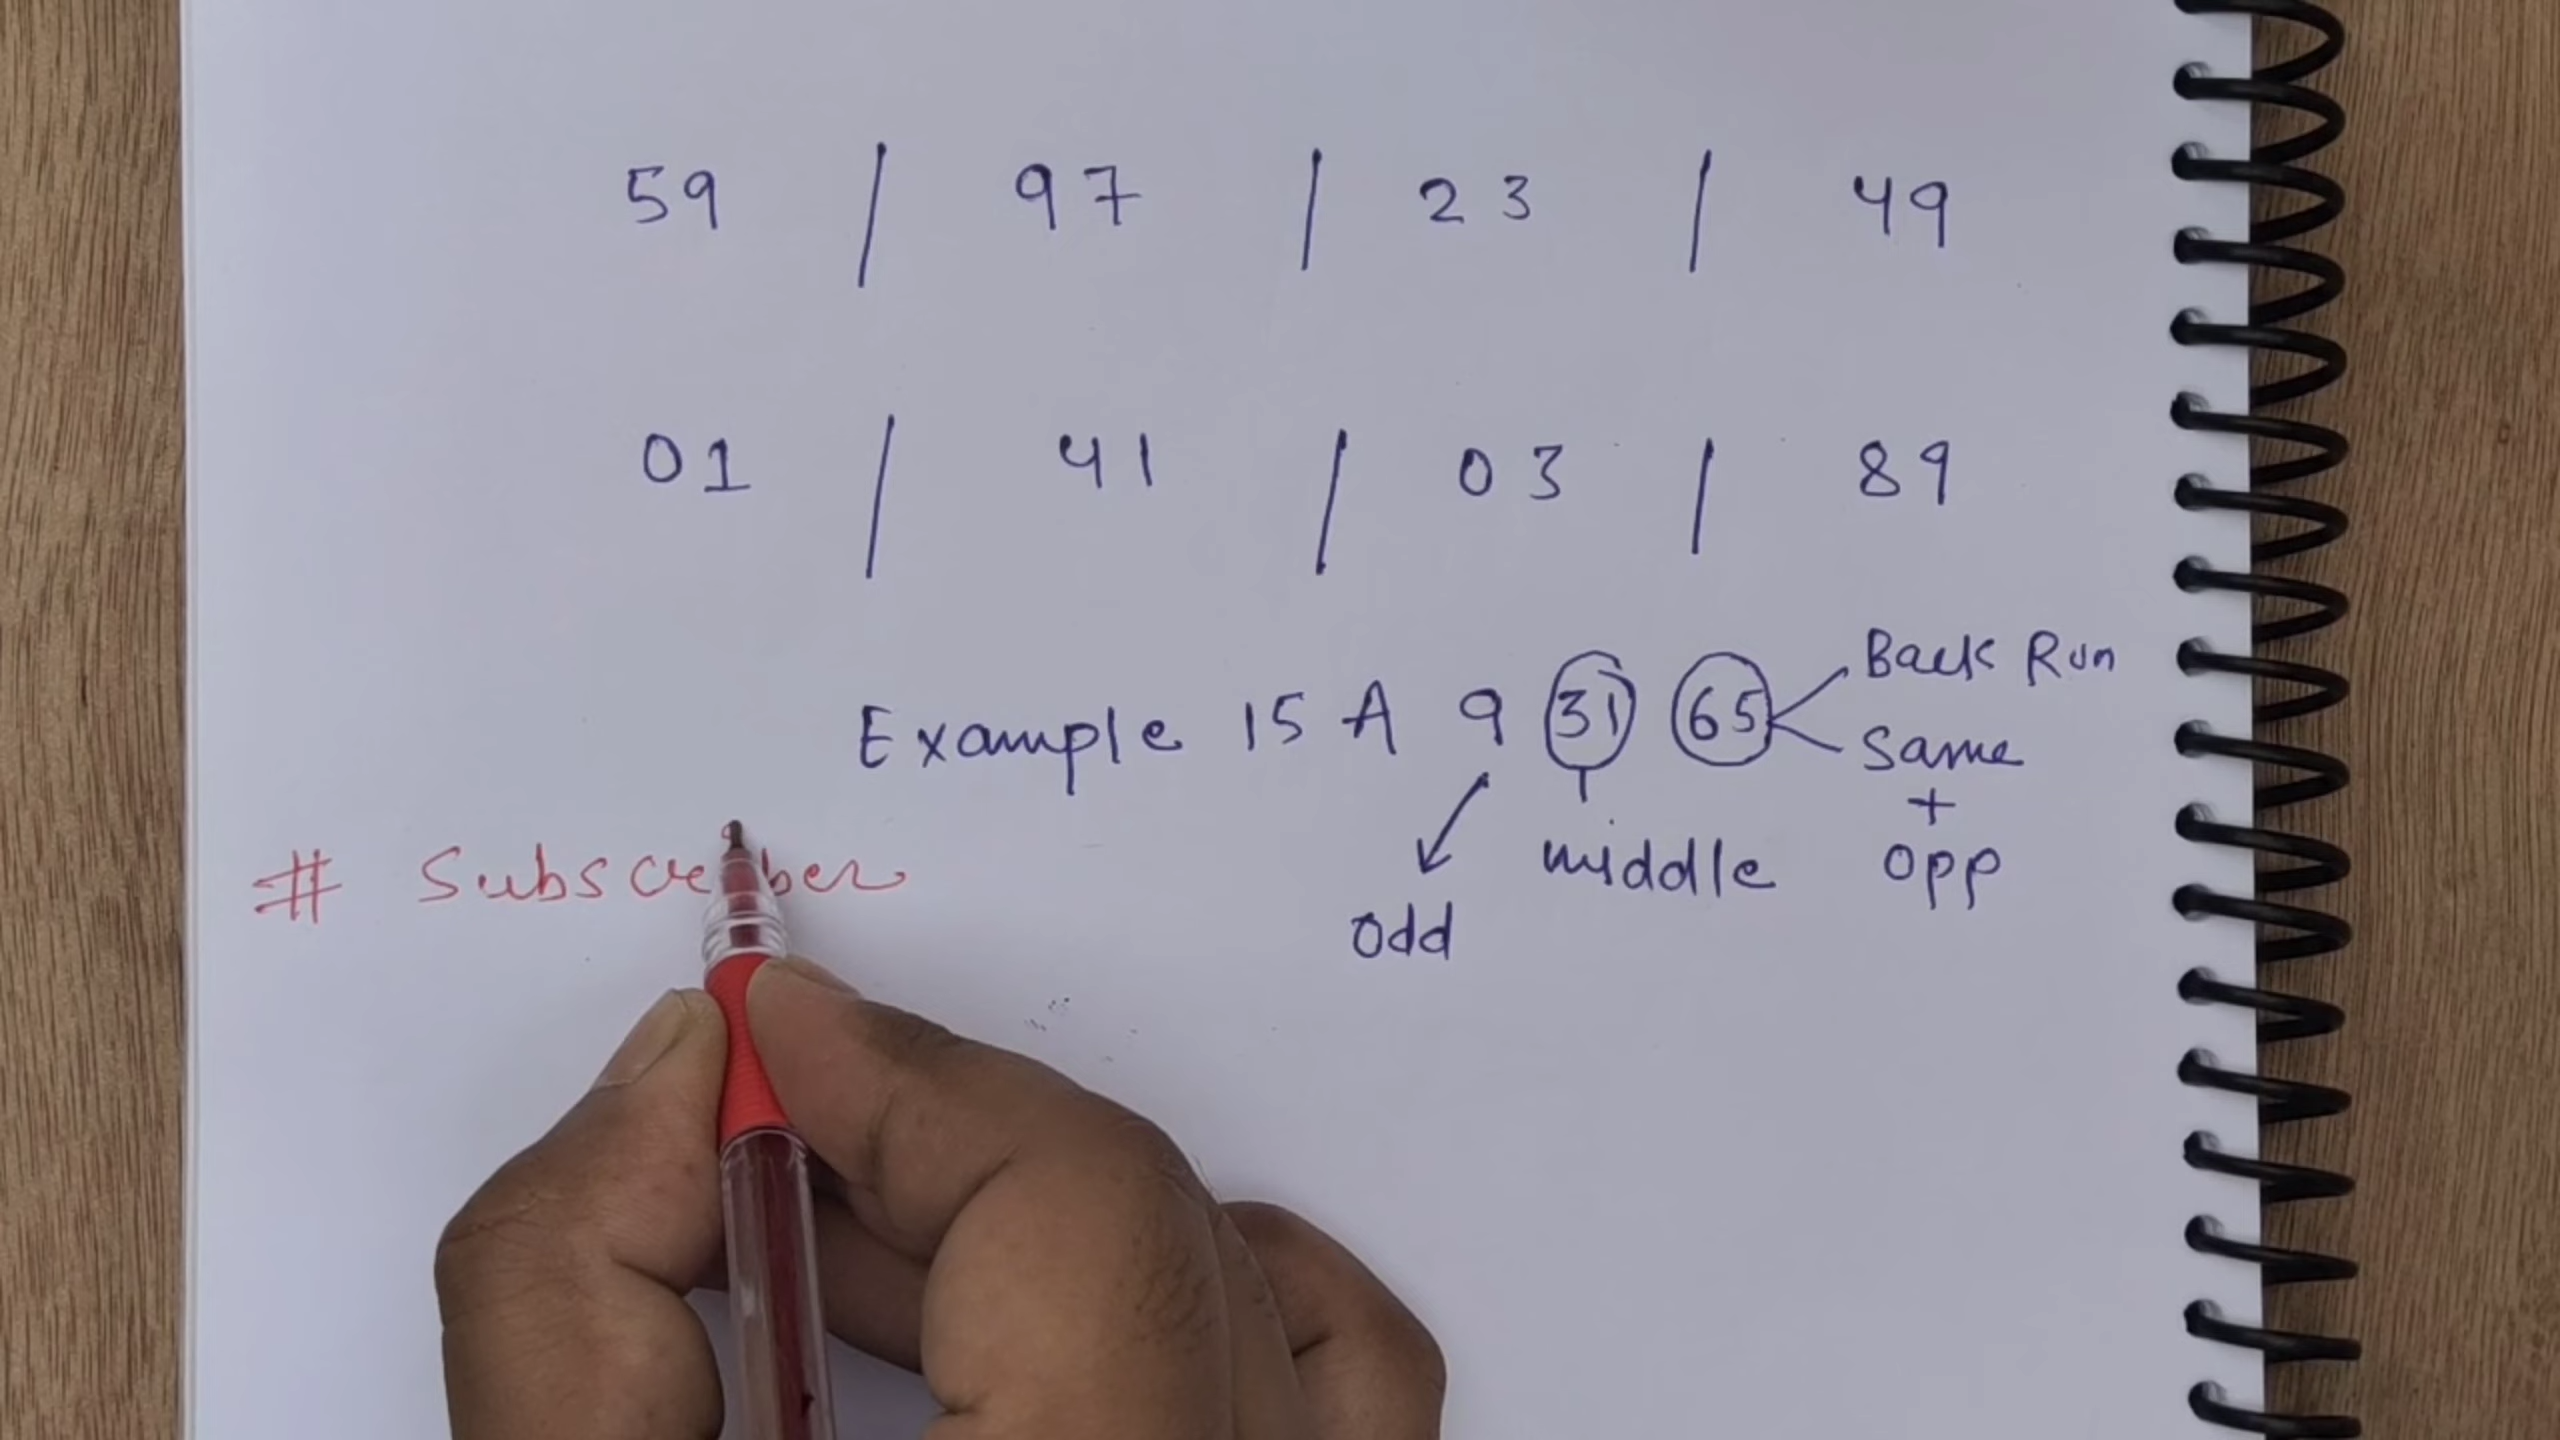 59 / 97 / 23 / 49
01 / 41 / 03 / 89
Back Run
Example 15 A 9 31 65
Same
+
# Subscriber
middle
opp
odd